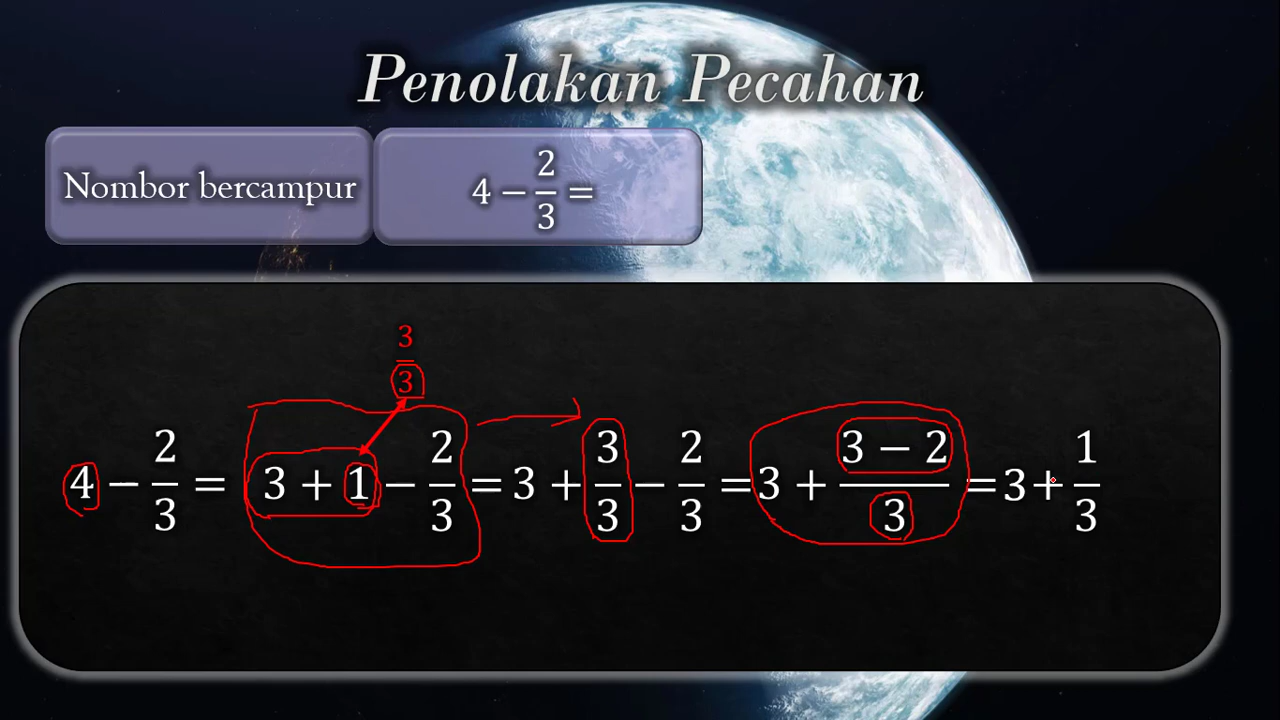 Penolakan Pecahan
Nombor bercampur
4 − 2/3 =
3/3
4 − 2/3 = 3 + 1 − 2/3 = 3 + 3/3 − 2/3 = 3 + (3 − 2)/3 = 3 + 1/3